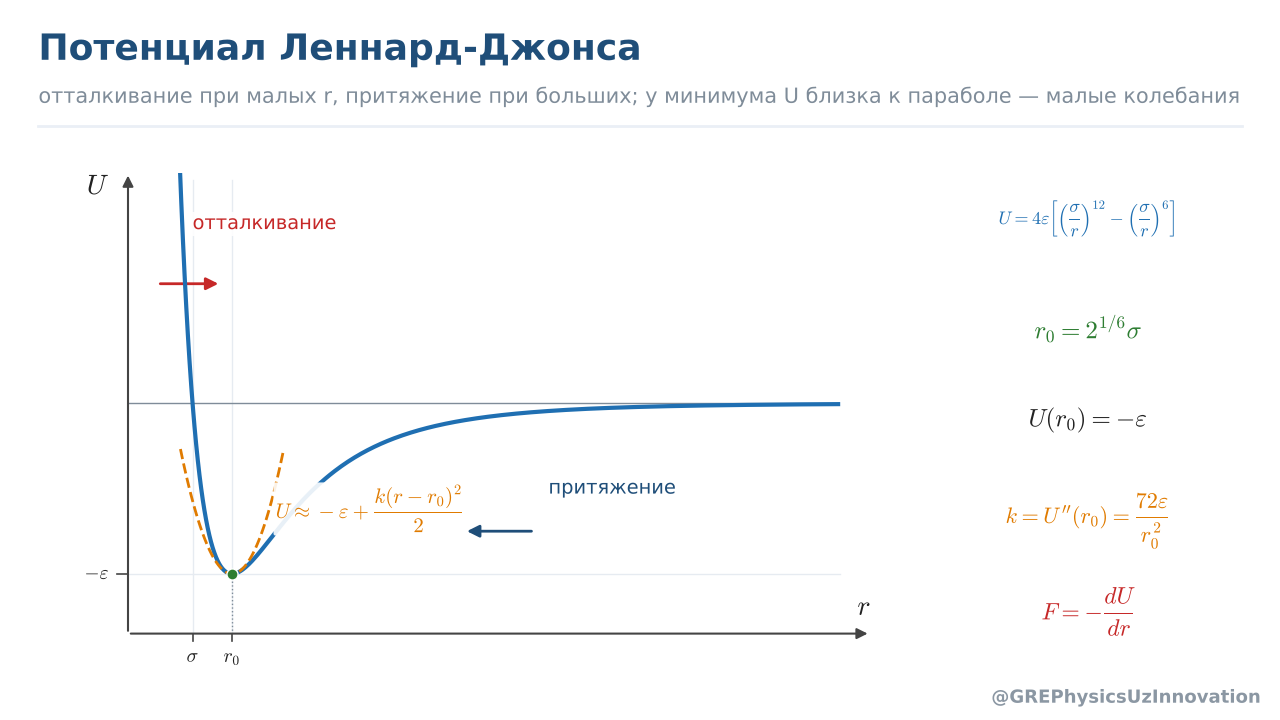 Потенциал Леннард-Джонса
отталкивание при малых r, притяжение при больших; у минимума U близка к параболе — малые колебания
U
отталкивание
U ≈ −ε + k(r − r₀)²/2
притяжение
−ε
r
σ r₀
U = 4ε[(σ/r)¹² − (σ/r)⁶]
r₀ = 2^{1/6}σ
U(r₀) = −ε
k = U″(r₀) = 72ε/r₀²
F = −dU/dr
@GREPhysicsUzInnovation